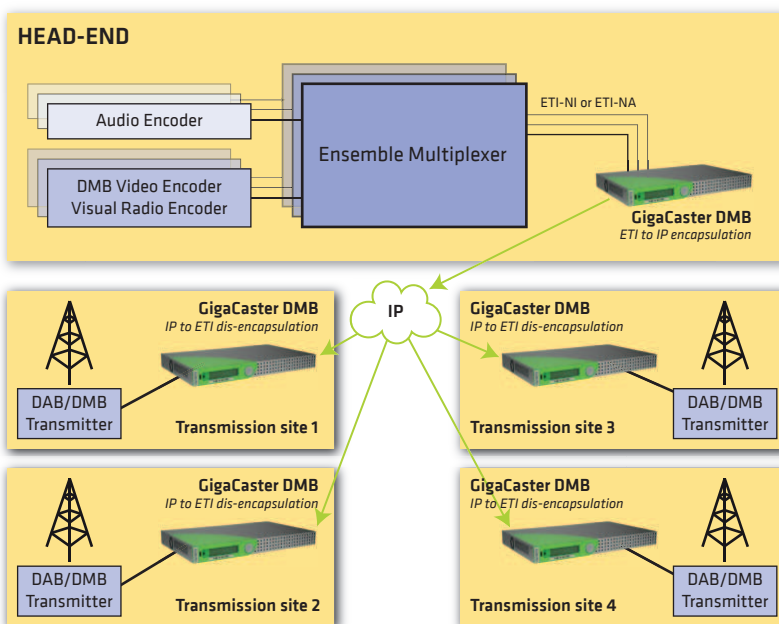 HEAD-END
Audio Encoder
DMB Video Encoder
Visual Radio Encoder
Ensemble Multiplexer
ETI-NI or ETI-NA
GigaCaster DMB
ETI to IP encapsulation
IP
GigaCaster DMB
IP to ETI dis-encapsulation
DAB/DMB
Transmitter
Transmission site 1
GigaCaster DMB
IP to ETI dis-encapsulation
DAB/DMB
Transmitter
Transmission site 3
GigaCaster DMB
IP to ETI dis-encapsulation
DAB/DMB
Transmitter
Transmission site 2
GigaCaster DMB
IP to ETI dis-encapsulation
DAB/DMB
Transmitter
Transmission site 4